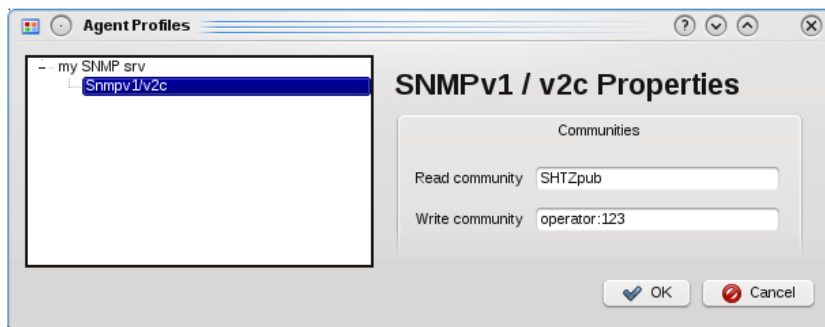 Agent Profiles
my SNMP srv
Snmpv1/v2c
SNMPv1 / v2c Properties
Communities
Read community SHTZpub
Write community operator:123
OK Cancel